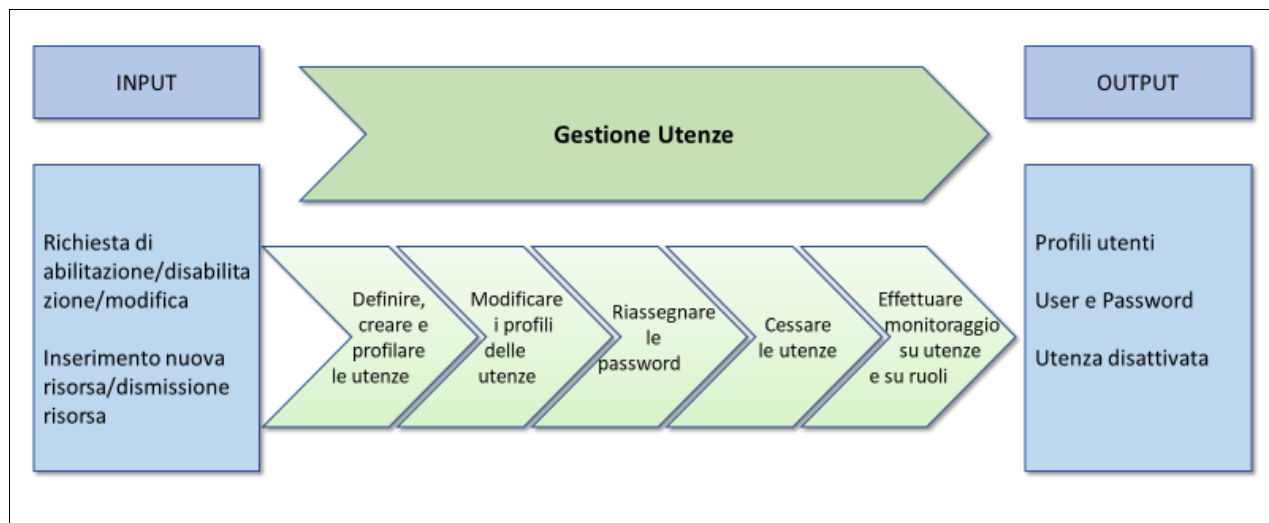 INPUT
Gestione Utenze
OUTPUT
Richiesta di
abilitazione/disabilita
zione/modifica
Inserimento nuova
risorsa/dismissione
risorsa
Definire,
creare e
profilare
le utenze
Modificare
i profili
delle
utenze
Riassegnare
le
password
Cessare
le utenze
Effettuare
monitoraggio
su utenze
e su ruoli
Profili utenti
User e Password
Utenza disattivata